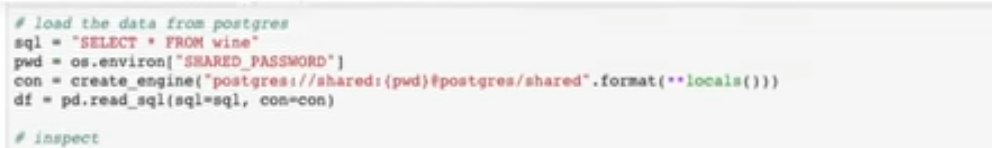 # load the data from postgres
sql = "SELECT * FROM wine"
pwd = os.environ["SHARED_PASSWORD"]
con = create_engine("postgres://shared:{pwd}@postgres/shared".format(**locals()))
df = pd.read_sql(sql=sql, con=con)
# inspect